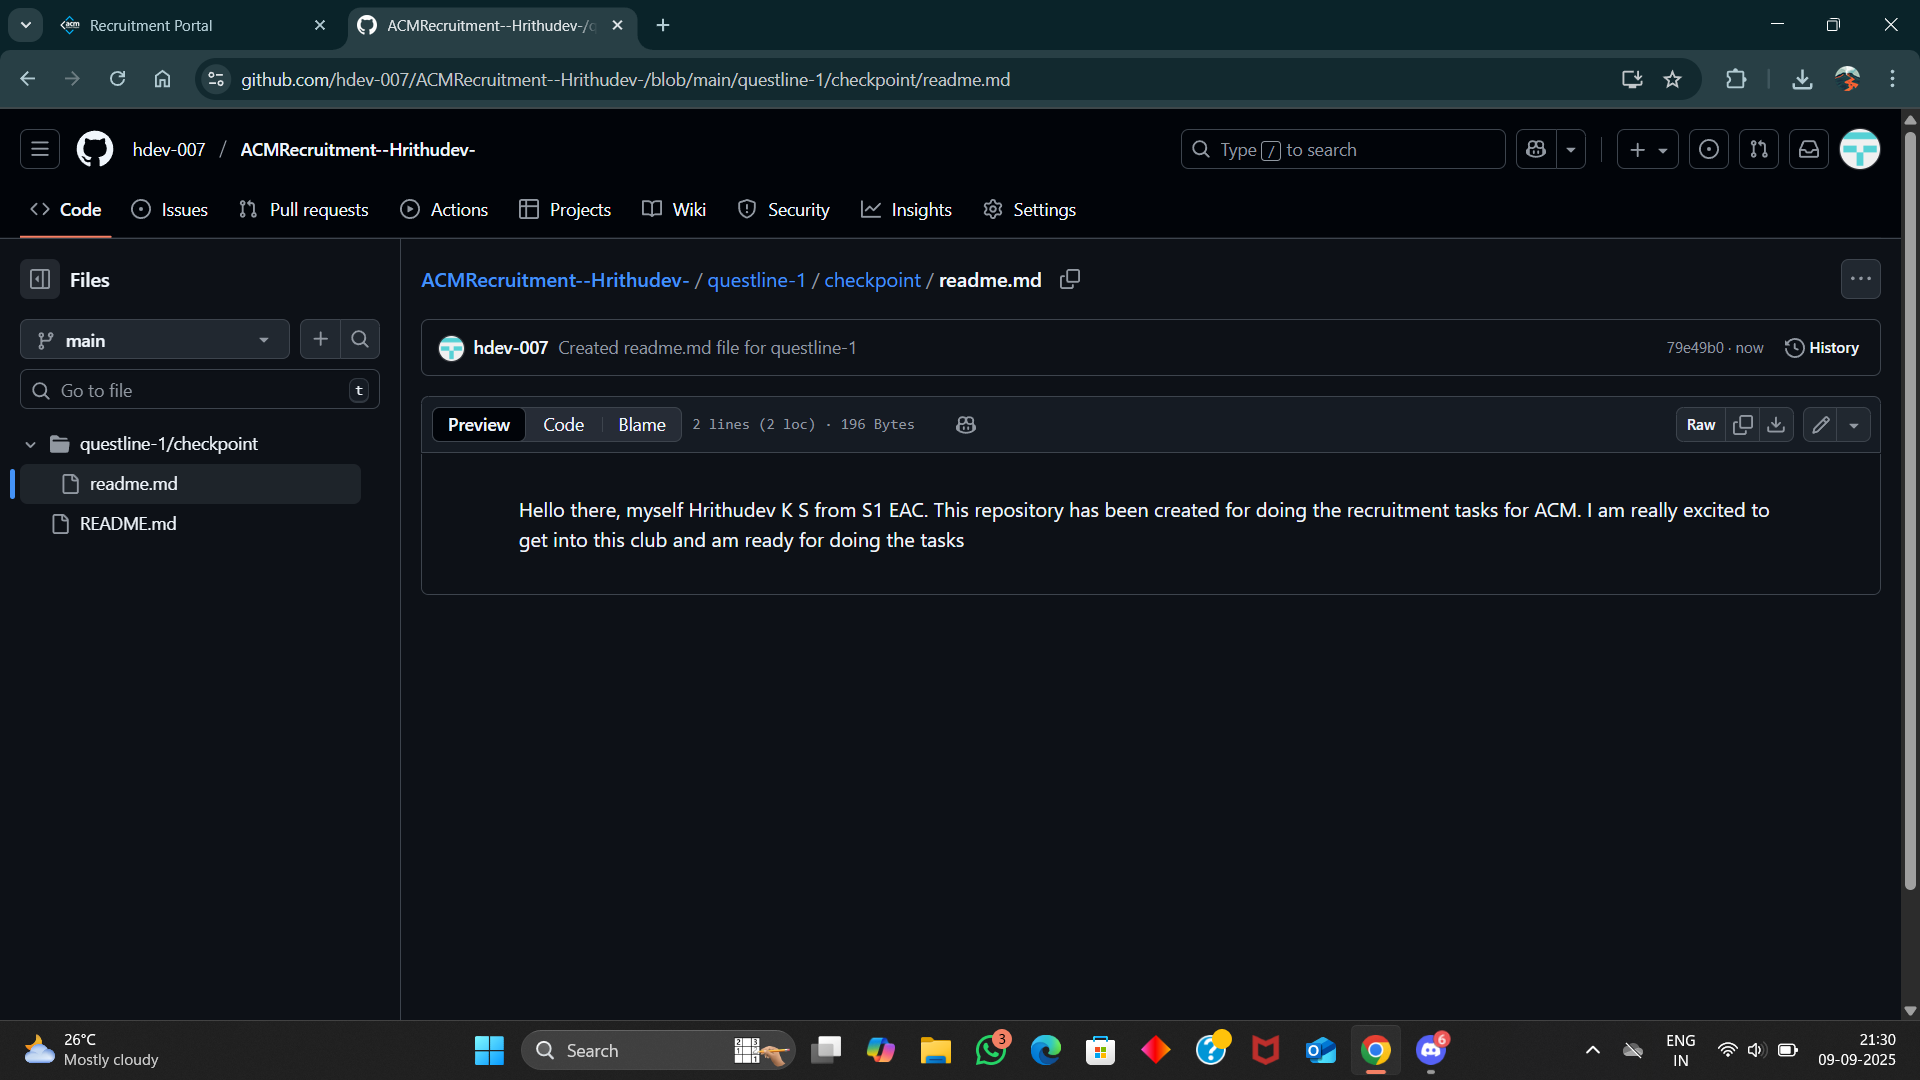 Recruitment Portal
ACMRecruitment--Hrithudev-/q
github.com/hdev-007/ACMRecruitment--Hrithudev-/blob/main/questline-1/checkpoint/readme.md
hdev-007 / ACMRecruitment--Hrithudev-
Type / to search
Code Issues Pull requests Actions Projects Wiki Security Insights Settings
Files
main
Go to file t
questline-1/checkpoint
readme.md
README.md
ACMRecruitment--Hrithudev- / questline-1 / checkpoint / readme.md
hdev-007 Created readme.md file for questline-1
79e49b0 · now History
Preview Code Blame 2 lines (2 loc) · 196 Bytes
Raw
Hello there, myself Hrithudev K S from S1 EAC. This repository has been created for doing the recruitment tasks for ACM. I am really excited to
get into this club and am ready for doing the tasks
26°C
Mostly cloudy
Search
3
6
ENG
IN
21:30
09-09-2025